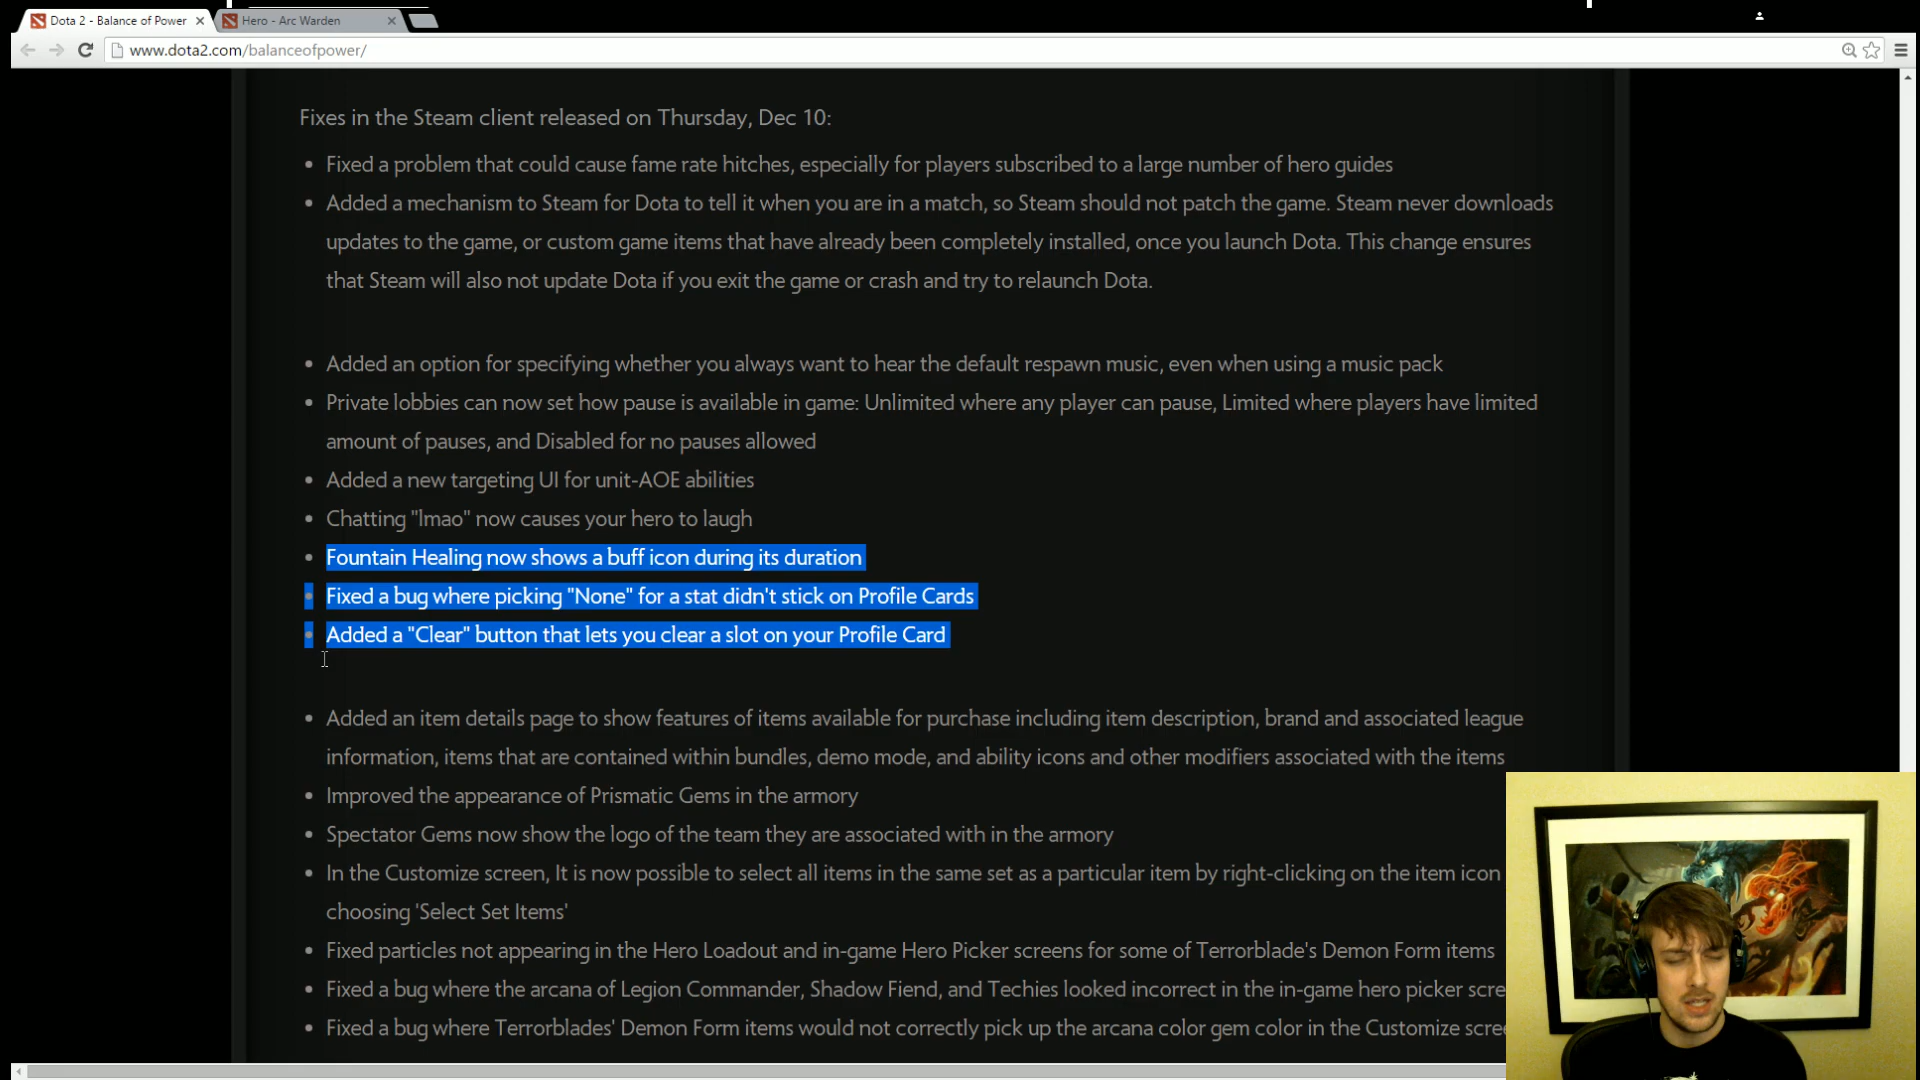 Dota 2 - Balance of Power
Hero - Arc Warden
www.dota2.com/balanceofpower/
Fixes in the Steam client released on Thursday, Dec 10:
• Fixed a problem that could cause fame rate hitches, especially for players subscribed to a large number of hero guides
• Added a mechanism to Steam for Dota to tell it when you are in a match, so Steam should not patch the game. Steam never downloads
updates to the game, or custom game items that have already been completely installed, once you launch Dota. This change ensures
that Steam will also not update Dota if you exit the game or crash and try to relaunch Dota.
• Added an option for specifying whether you always want to hear the default respawn music, even when using a music pack
• Private lobbies can now set how pause is available in game: Unlimited where any player can pause, Limited where players have limited
amount of pauses, and Disabled for no pauses allowed
• Added a new targeting UI for unit-AOE abilities
• Chatting "lmao" now causes your hero to laugh
• Fountain Healing now shows a buff icon during its duration
• Fixed a bug where picking "None" for a stat didn't stick on Profile Cards
• Added a "Clear" button that lets you clear a slot on your Profile Card
• Added an item details page to show features of items available for purchase including item description, brand and associated league
information, items that are contained within bundles, demo mode, and ability icons and other modifiers associated with the items
• Improved the appearance of Prismatic Gems in the armory
• Spectator Gems now show the logo of the team they are associated with in the armory
• In the Customize screen, It is now possible to select all items in the same set as a particular item by right-clicking on the item icon
choosing 'Select Set Items'
• Fixed particles not appearing in the Hero Loadout and in-game Hero Picker screens for some of Terrorblade's Demon Form items
• Fixed a bug where the arcana of Legion Commander, Shadow Fiend, and Techies looked incorrect in the in-game hero picker scre
• Fixed a bug where Terrorblades' Demon Form items would not correctly pick up the arcana color gem color in the Customize scre